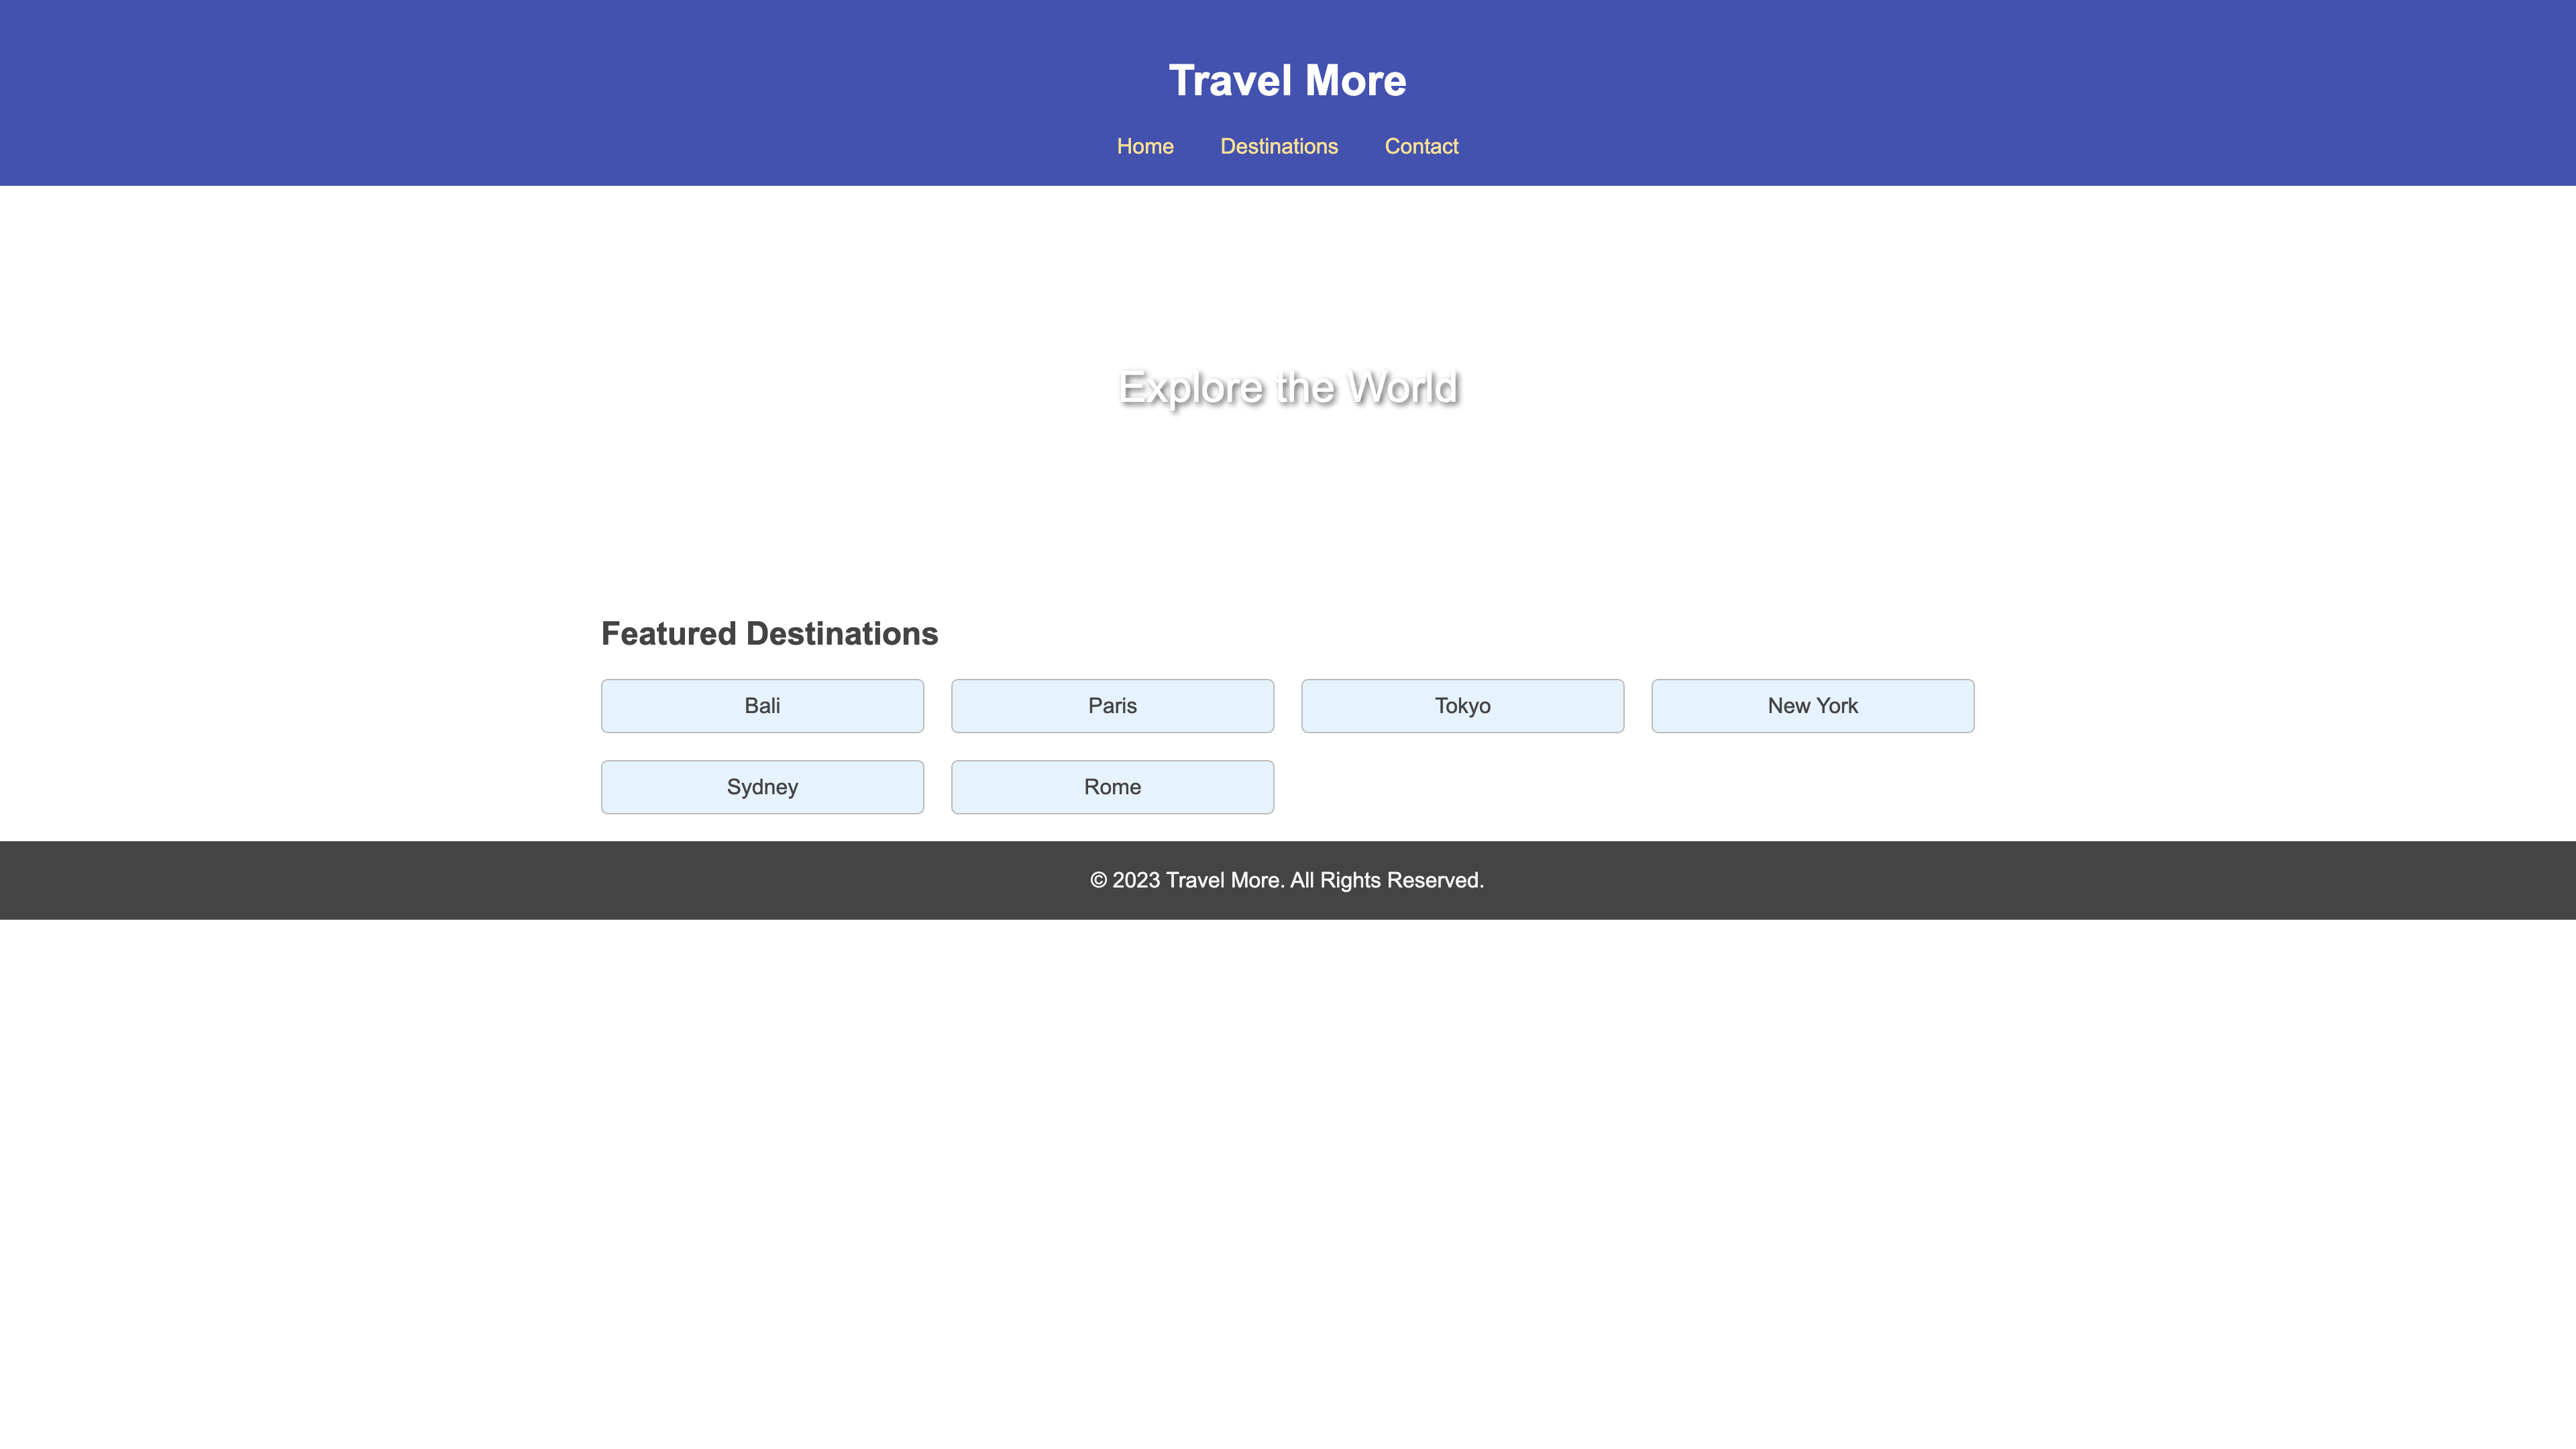 Travel More
Home Destinations Contact
Explore the World
Featured Destinations
Bali Paris Tokyo New York
Sydney Rome
© 2023 Travel More. All Rights Reserved.